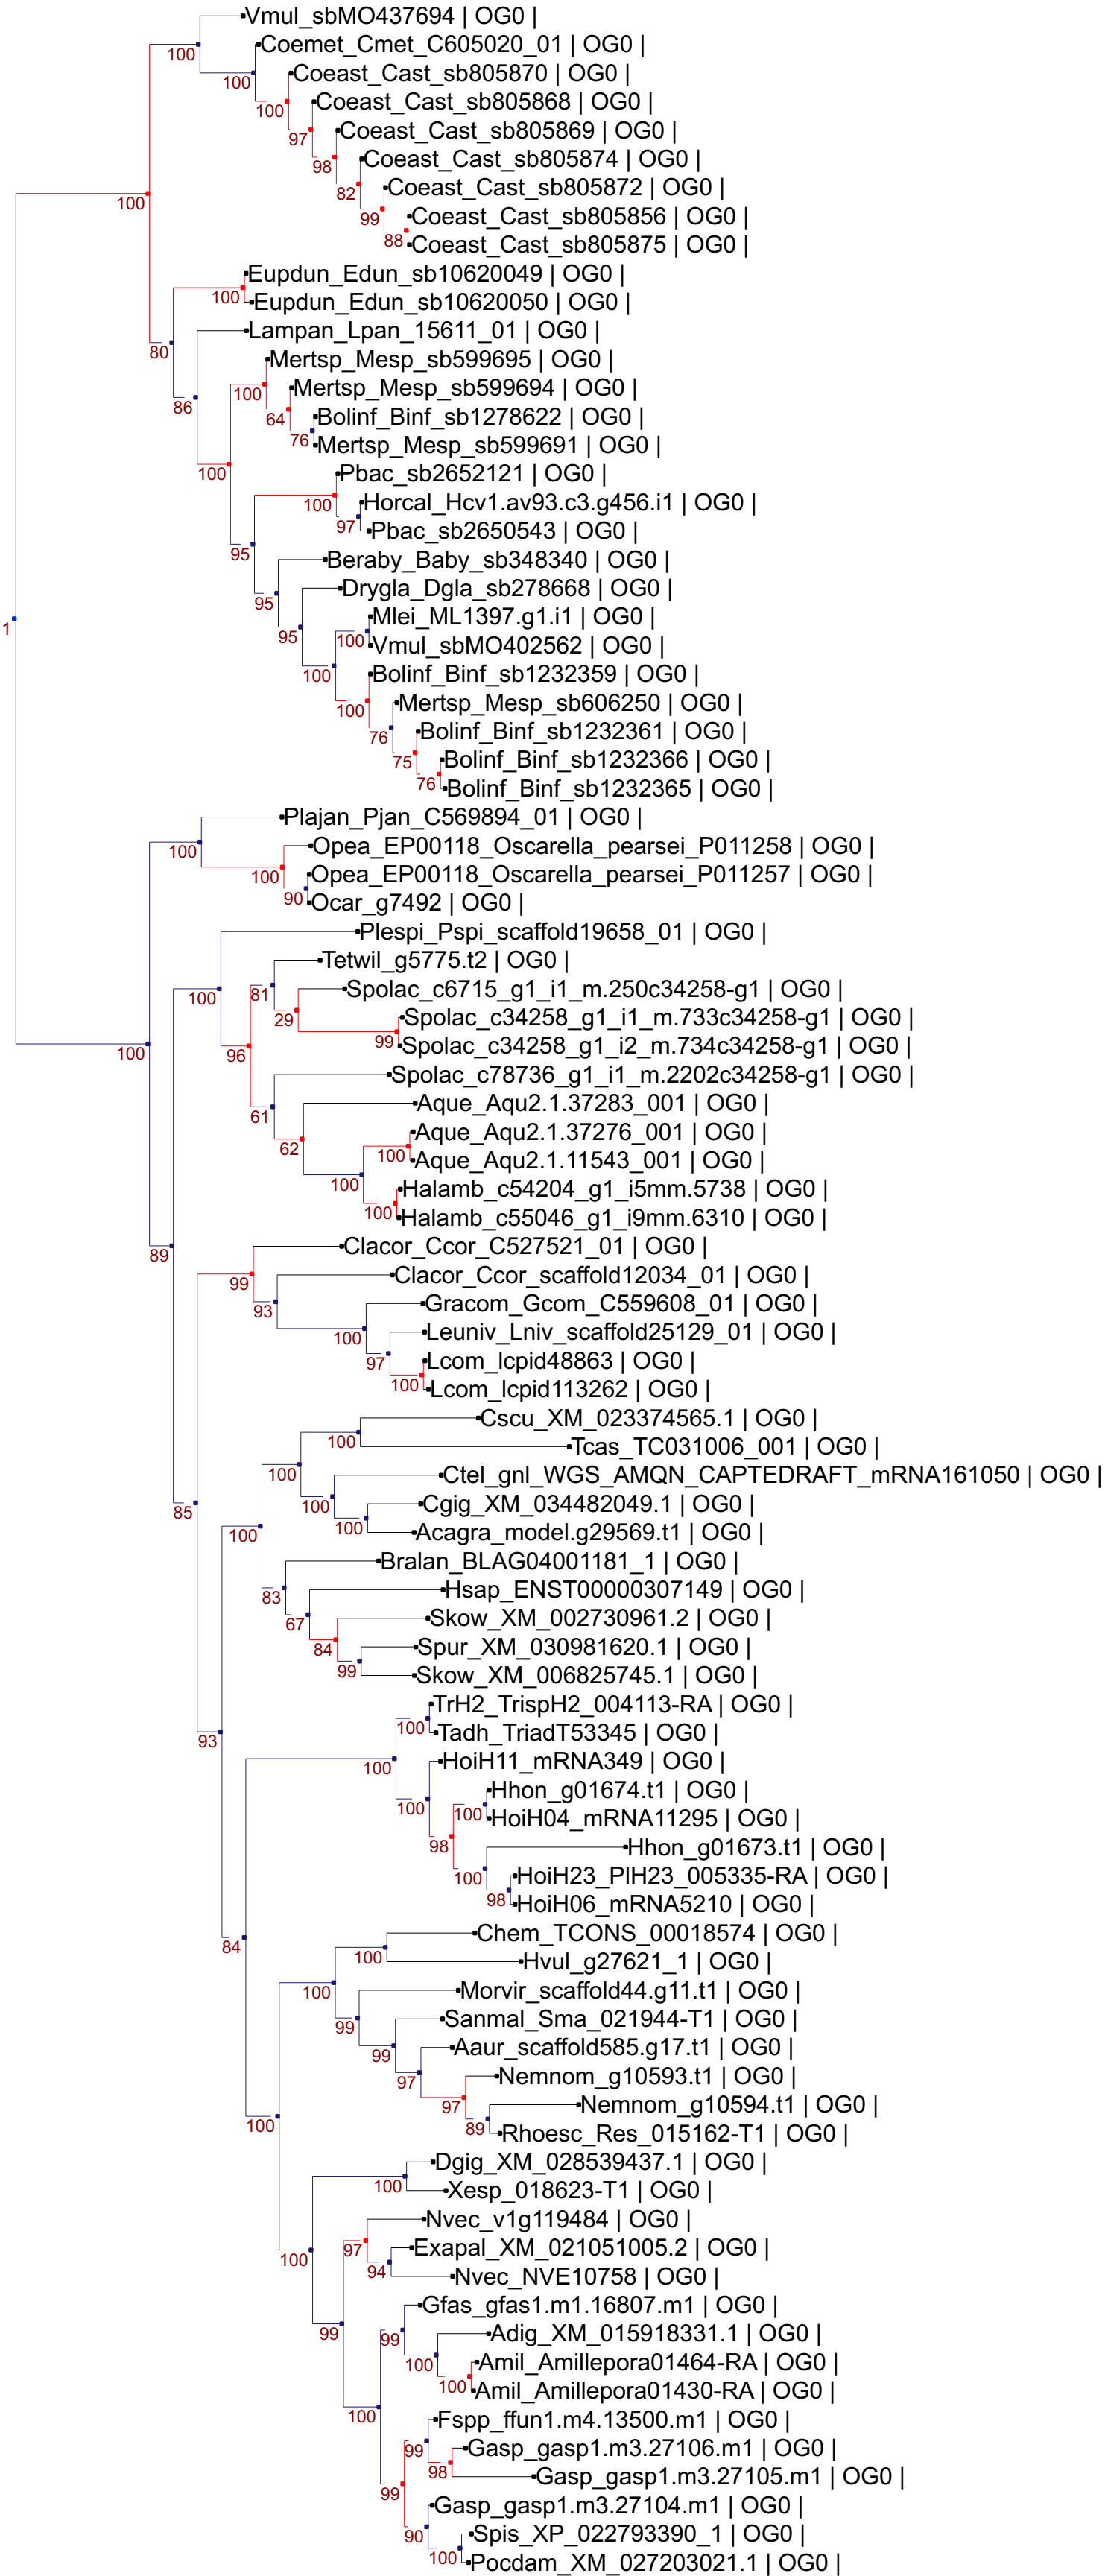 Vmul_sbMO437694 | OG0 |
100
Coemet_Cmet_C605020_01 | OG0 |
100
Coeast_Cast_sb805870 | OG0 |
100
Coeast_Cast_sb805868 | OG0 |
97
Coeast_Cast_sb805869 | OG0 |
98
Coeast_Cast_sb805874 | OG0 |
82
Coeast_Cast_sb805872 | OG0 |
100
99
Coeast_Cast_sb805856 | OG0 |
88
Coeast_Cast_sb805875 | OG0 |
Eupdun_Edun_sb10620049 | OG0 |
100
Eupdun_Edun_sb10620050 | OG0 |
Lampan_Lpan_15611_01 | OG0 |
80
Mertsp_Mesp_sb599695 | OG0 |
100
Mertsp_Mesp_sb599694 | OG0 |
86
64
Bolinf_Binf_sb1278622 | OG0 |
76
Mertsp_Mesp_sb599691 | OG0 |
100
Pbac_sb2652121 | OG0 |
100
Horcal_Hcv1.av93.c3.g456.i1 | OG0 |
97
Pbac_sb2650543 | OG0 |
95
Beraby_Baby_sb348340 | OG0 |
Drygla_Dgla_sb278668 | OG0 |
95
Mlei_ML1397.g1.i1 | OG0 |
1
95
100
Vmul_sbMO402562 | OG0 |
100
Bolinf_Binf_sb1232359 | OG0 |
Mertsp_Mesp_sb606250 | OG0 |
100
Bolinf_Binf_sb1232361 | OG0 |
76
75
Bolinf_Binf_sb1232366 | OG0 |
76
Bolinf_Binf_sb1232365 | OG0 |
Plajan_Pjan_C569894_01 | OG0 |
100
Opea_EP00118_Oscarella_pearsei_P011258 | OG0 |
100
Opea_EP00118_Oscarella_pearsei_P011257 | OG0 |
90
Ocar_g7492 | OG0 |
Plespi_Pspi_scaffold19658_01 | OG0 |
Tetwil_g5775.t2 | OG0 |
100
81
Spolac_c6715_g1_i1_m.250c34258-g1 | OG0 |
29
Spolac_c34258_g1_i1_m.733c34258-g1 | OG0 |
99
Spolac_c34258_g1_i2_m.734c34258-g1 | OG0 |
100
96
Spolac_c78736_g1_i1_m.2202c34258-g1 | OG0 |
61
Aque_Aqu2.1.37283_001 | OG0 |
62
Aque_Aqu2.1.37276_001 | OG0 |
100
Aque_Aqu2.1.11543_001 | OG0 |
100
Halamb_c54204_g1_i5mm.5738 | OG0 |
100
Halamb_c55046_g1_i9mm.6310 | OG0 |
89
Clacor_Ccor_C527521_01 | OG0 |
99
Clacor_Ccor_scaffold12034_01 | OG0 |
93
Gracom_Gcom_C559608_01 | OG0 |
100
Leuniv_Lniv_scaffold25129_01 | OG0 |
97
Lcom_lcpid48863 | OG0 |
100
Lcom_lcpid113262 | OG0 |
Cscu_XM_023374565.1 | OG0 |
100
Tcas_TC031006_001 | OG0 |
100
Ctel_gnl_WGS_AMQN_CAPTEDRAFT_mRNA161050 | OG0 |
85
100
Cgig_XM_034482049.1 | OG0 |
100
100
Acagra_model.g29569.t1 | OG0 |
Bralan_BLAG04001181_1 | OG0 |
83
Hsap_ENST00000307149 | OG0 |
67
Skow_XM_002730961.2 | OG0 |
84
Spur_XM_030981620.1 | OG0 |
99
Skow_XM_006825745.1 | OG0 |
TrH2_TrispH2_004113-RA | OG0 |
93
100
Tadh_TriadT53345 | OG0 |
100
HoiH11_mRNA349 | OG0 |
Hhon_g01674.t1 | OG0 |
100
100
HoiH04_mRNA11295 | OG0 |
98
Hhon_g01673.t1 | OG0 |
100
HoiH23_PlH23_005335-RA | OG0 |
98
HoiH06_mRNA5210 | OG0 |
Chem_TCONS_00018574 | OG0 |
84
100
Hvul_g27621_1 | OG0 |
100
Morvir_scaffold44.g11.t1 | OG0 |
99
Sanmal_Sma_021944-T1 | OG0 |
99
Aaur_scaffold585.g17.t1 | OG0 |
97
Nemnom_g10593.t1 | OG0 |
97
Nemnom_g10594.t1 | OG0 |
100
89
Rhoesc_Res_015162-T1 | OG0 |
Dgig_XM_028539437.1 | OG0 |
100
Xesp_018623-T1 | OG0 |
Nvec_v1g119484 | OG0 |
100
97
Exapal_XM_021051005.2 | OG0 |
94
Nvec_NVE10758 | OG0 |
Gfas_gfas1.m1.16807.m1 | OG0 |
99
99
Adig_XM_015918331.1 | OG0 |
100
Amil_Amillepora01464-RA | OG0 |
100
Amil_Amillepora01430-RA | OG0 |
100
Fspp_ffun1.m4.13500.m1 | OG0 |
99
Gasp_gasp1.m3.27106.m1 | OG0 |
98
Gasp_gasp1.m3.27105.m1 | OG0 |
99
Gasp_gasp1.m3.27104.m1 | OG0 |
90
Spis_XP_022793390_1 | OG0 |
100
Pocdam_XM_027203021.1 | OG0 |